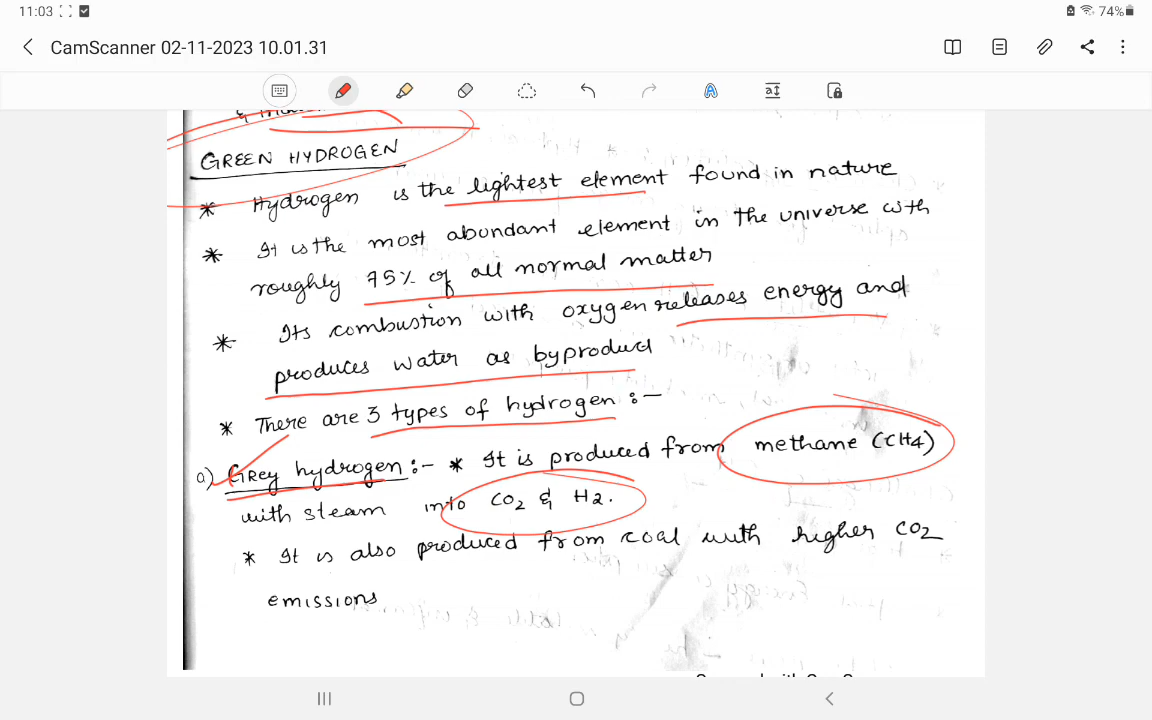 11:03
74%
CamScanner 02-11-2023 10.01.31
GREEN HYDROGEN
* Hydrogen is the lightest element found in nature
* It is the most abundant element in the universe with
roughly 75% of all normal matter
* Its combustion with oxygen releases energy and
produces water as byproduct
* There are 3 types of hydrogen :-
a) Grey hydrogen :- * It is produced from methane (CH4)
with steam into CO2 & H2.
* It is also produced from coal with higher CO2
emissions